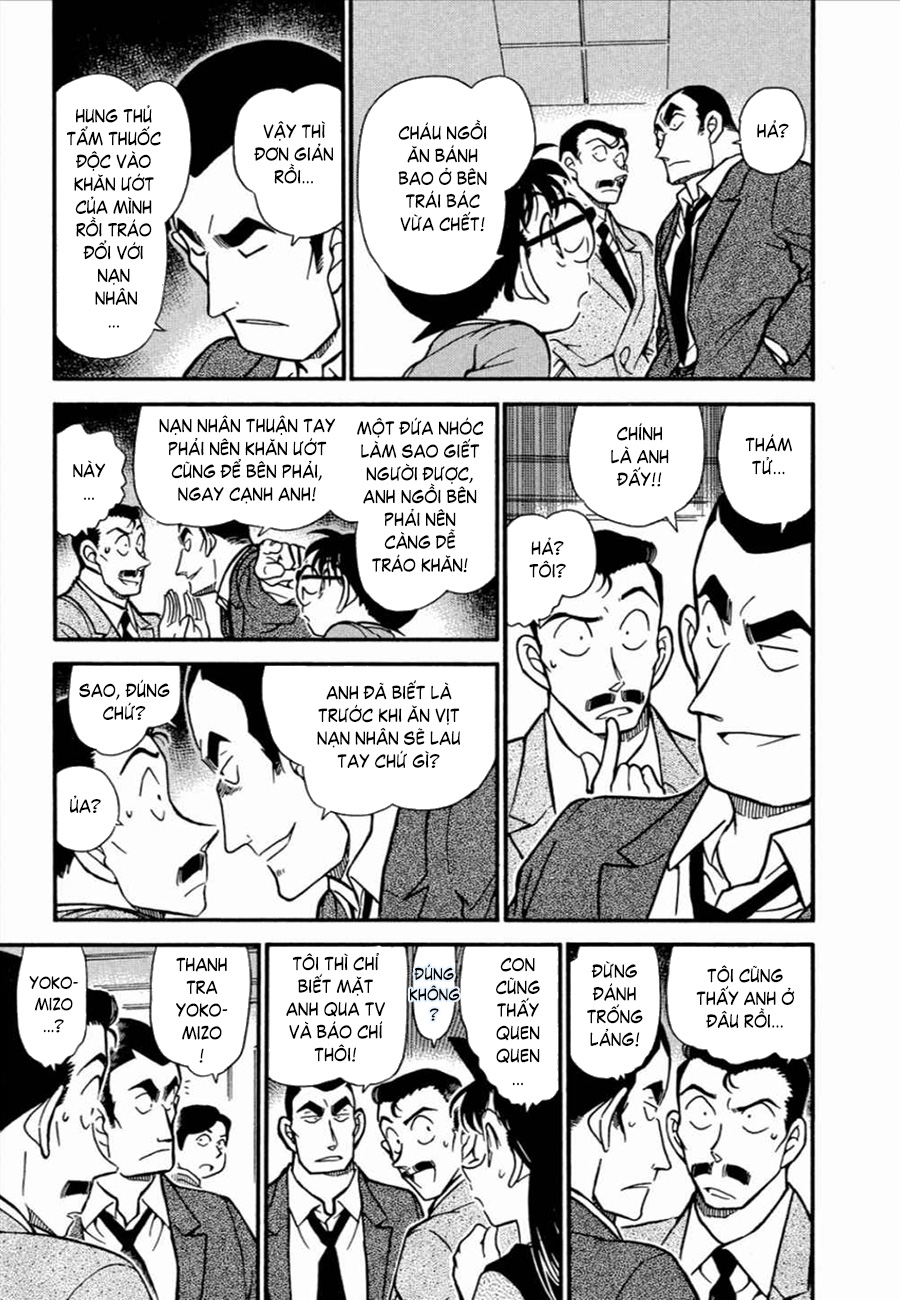 HẢ?
CHÁU NGỒI
ĂN BÁNH
BAO Ở BÊN
TRÁI BÁC
VỪA CHẾT!
VẬY THÌ
ĐƠN GIẢN
RỒI...
HUNG THỦ
TẨM THUỐC
ĐỘC VÀO
KHĂN ƯỚT
CỦA MÌNH
RỒI TRÁO
ĐỔI VỚI
NẠN
NHÂN
...
THÁM
TỬ...
CHÍNH
LÀ ANH
ĐẤY!!
HẢ?
TÔI?
MỘT ĐỨA NHÓC
LÀM SAO GIẾT
NGƯỜI ĐƯỢC,
ANH NGỒI BÊN
PHẢI NÊN
CÀNG DỄ
TRÁO KHĂN!
NẠN NHÂN THUẬN TAY
PHẢI NÊN KHĂN ƯỚT
CŨNG ĐỂ BÊN PHẢI,
NGAY CẠNH ANH!
NÀY
...
ANH ĐÃ BIẾT LÀ
TRƯỚC KHI ĂN VỊT
NẠN NHÂN SẼ LAU
TAY CHỨ GÌ?
SAO, ĐÚNG
CHỨ?
ỦA?
TÔI CŨNG
THẤY ANH Ở
ĐÂU RỒI...
ĐỪNG
ĐÁNH
TRỐNG
LẢNG!
CON
CŨNG
THẤY
QUEN
QUEN
...
ĐÚNG
KHÔNG
?
TÔI THÌ CHỈ
BIẾT MẶT
ANH QUA TV
VÀ BÁO CHÍ
THÔI!
THANH
TRA
YOKO-
MIZO
!
YOKO-
MIZO
...?